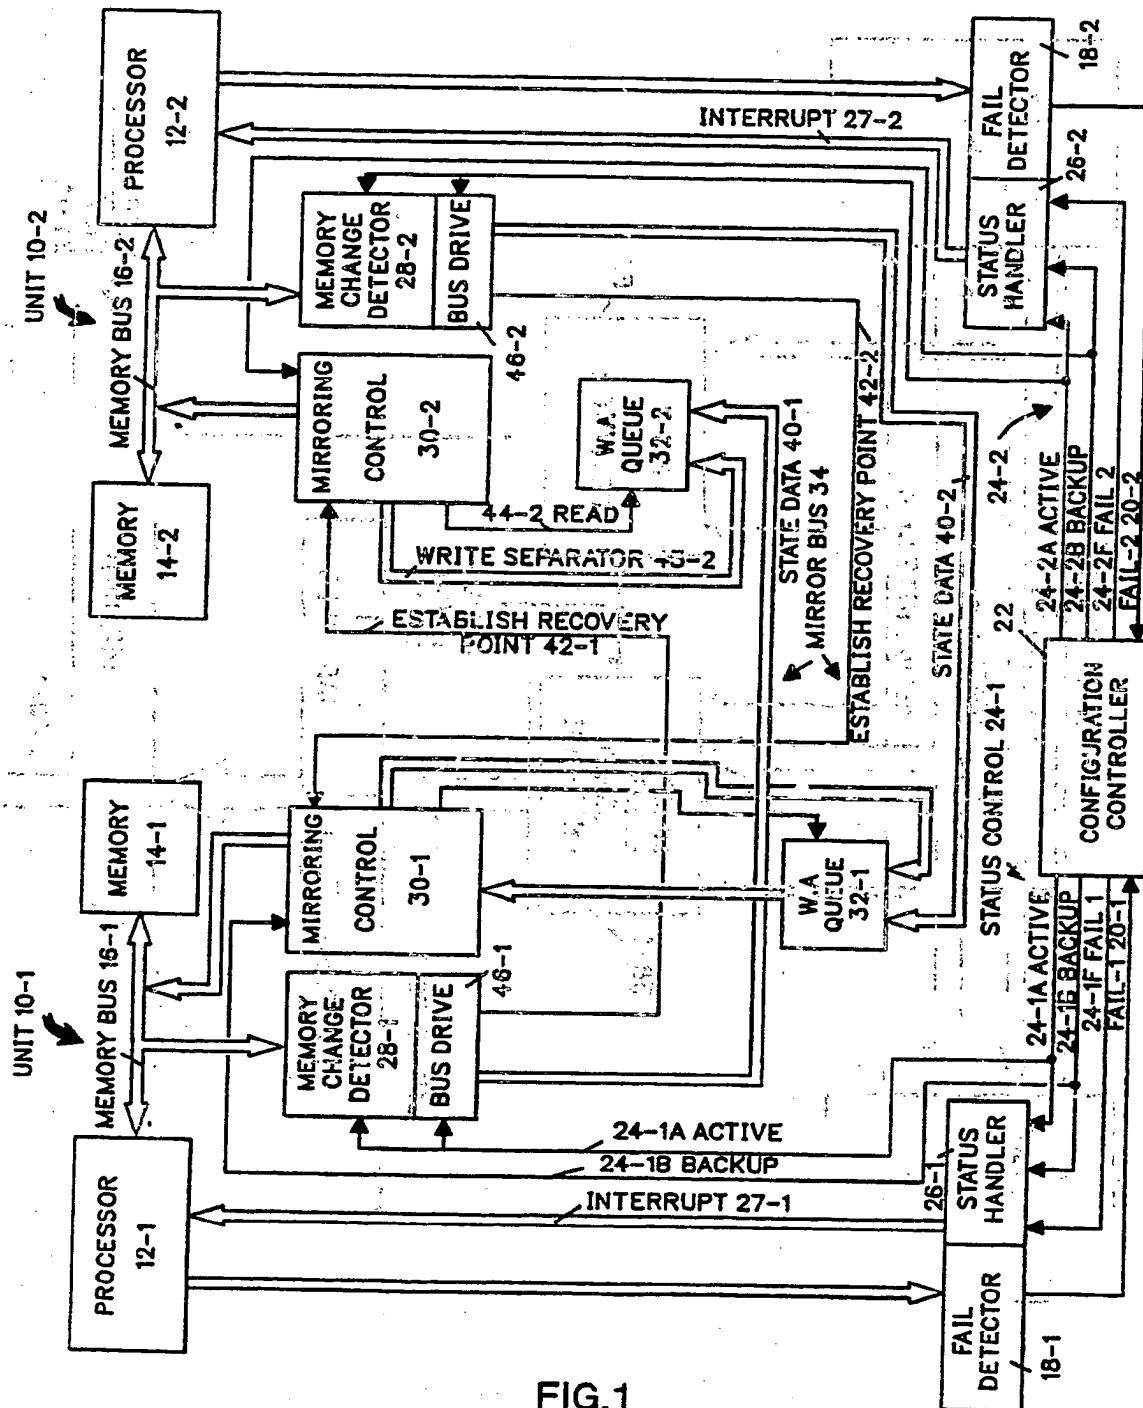 UNIT 10-1
UNIT 10-2
PROCESSOR
12-1
MEMORY BUS 16-1
MEMORY
14-1
MEMORY
14-2
MEMORY BUS 16-2
PROCESSOR
12-2
MEMORY
CHANGE
DETECTOR
28-1
BUS DRIVE
46-1
MIRRORING
CONTROL
30-1
MIRRORING
CONTROL
30-2
MEMORY
CHANGE
DETECTOR
28-2
BUS DRIVE
46-2
24-1A ACTIVE
24-1B BACKUP
INTERRUPT 27-1
ESTABLISH RECOVERY
POINT 42-1
44-2 READ
WRITE SEPARATOR
W.A
QUEUE
32-1
W.A.
QUEUE
32-2
INTERRUPT 27-2
STATE DATA 40-1
MIRROR BUS 34
ESTABLISH RECOVERY POINT 42-2
STATE DATA 40-2
FAIL
DETECTOR
18-1
26-1
STATUS
HANDLER
STATUS CONTROL 24-1
24-1A ACTIVE
24-1B BACKUP
24-1F FAIL 1
FAIL-1 20-1
CONFIGURATION
CONTROLLER
22
24-2
24-2A ACTIVE
24-2B BACKUP
24-2F FAIL 2
FAIL-2 20-2
STATUS
HANDLER
26-2
FAIL
DETECTOR
18-2
FIG.1